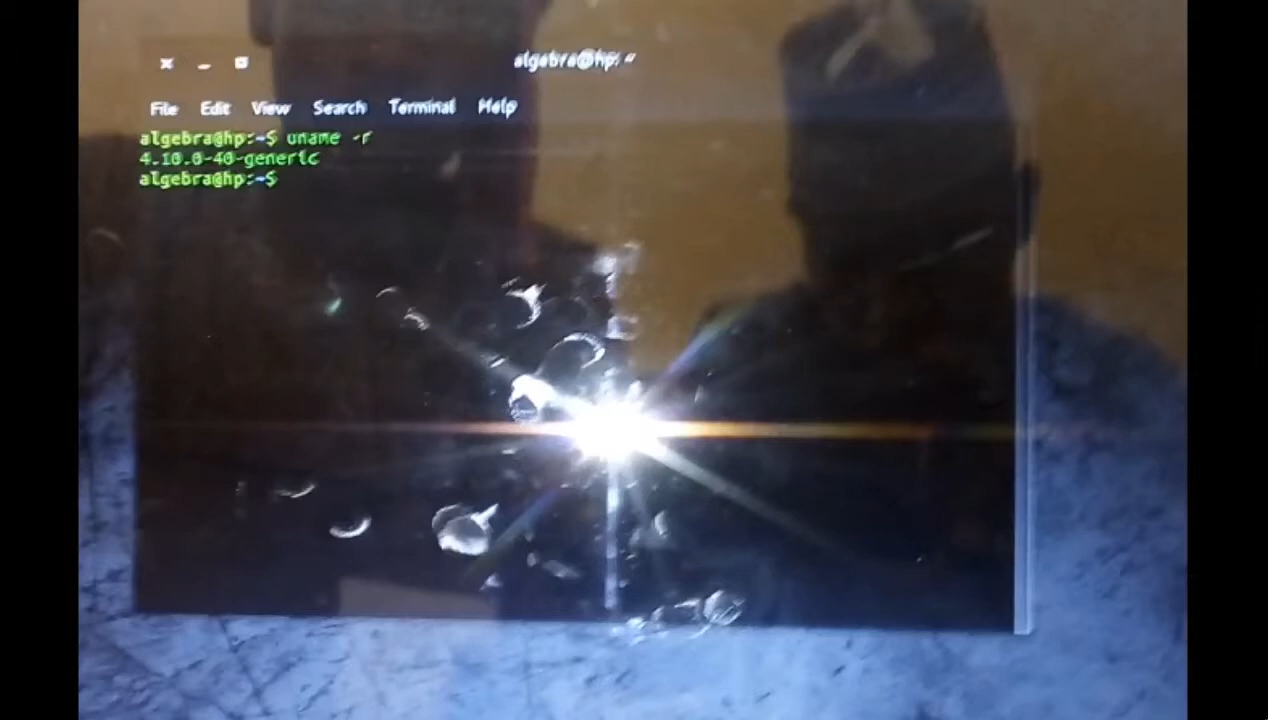 algebra@hp: ~
File Edit View Search Terminal Help
algebra@hp:~$ uname -r
4.10.0-40-generic
algebra@hp:~$